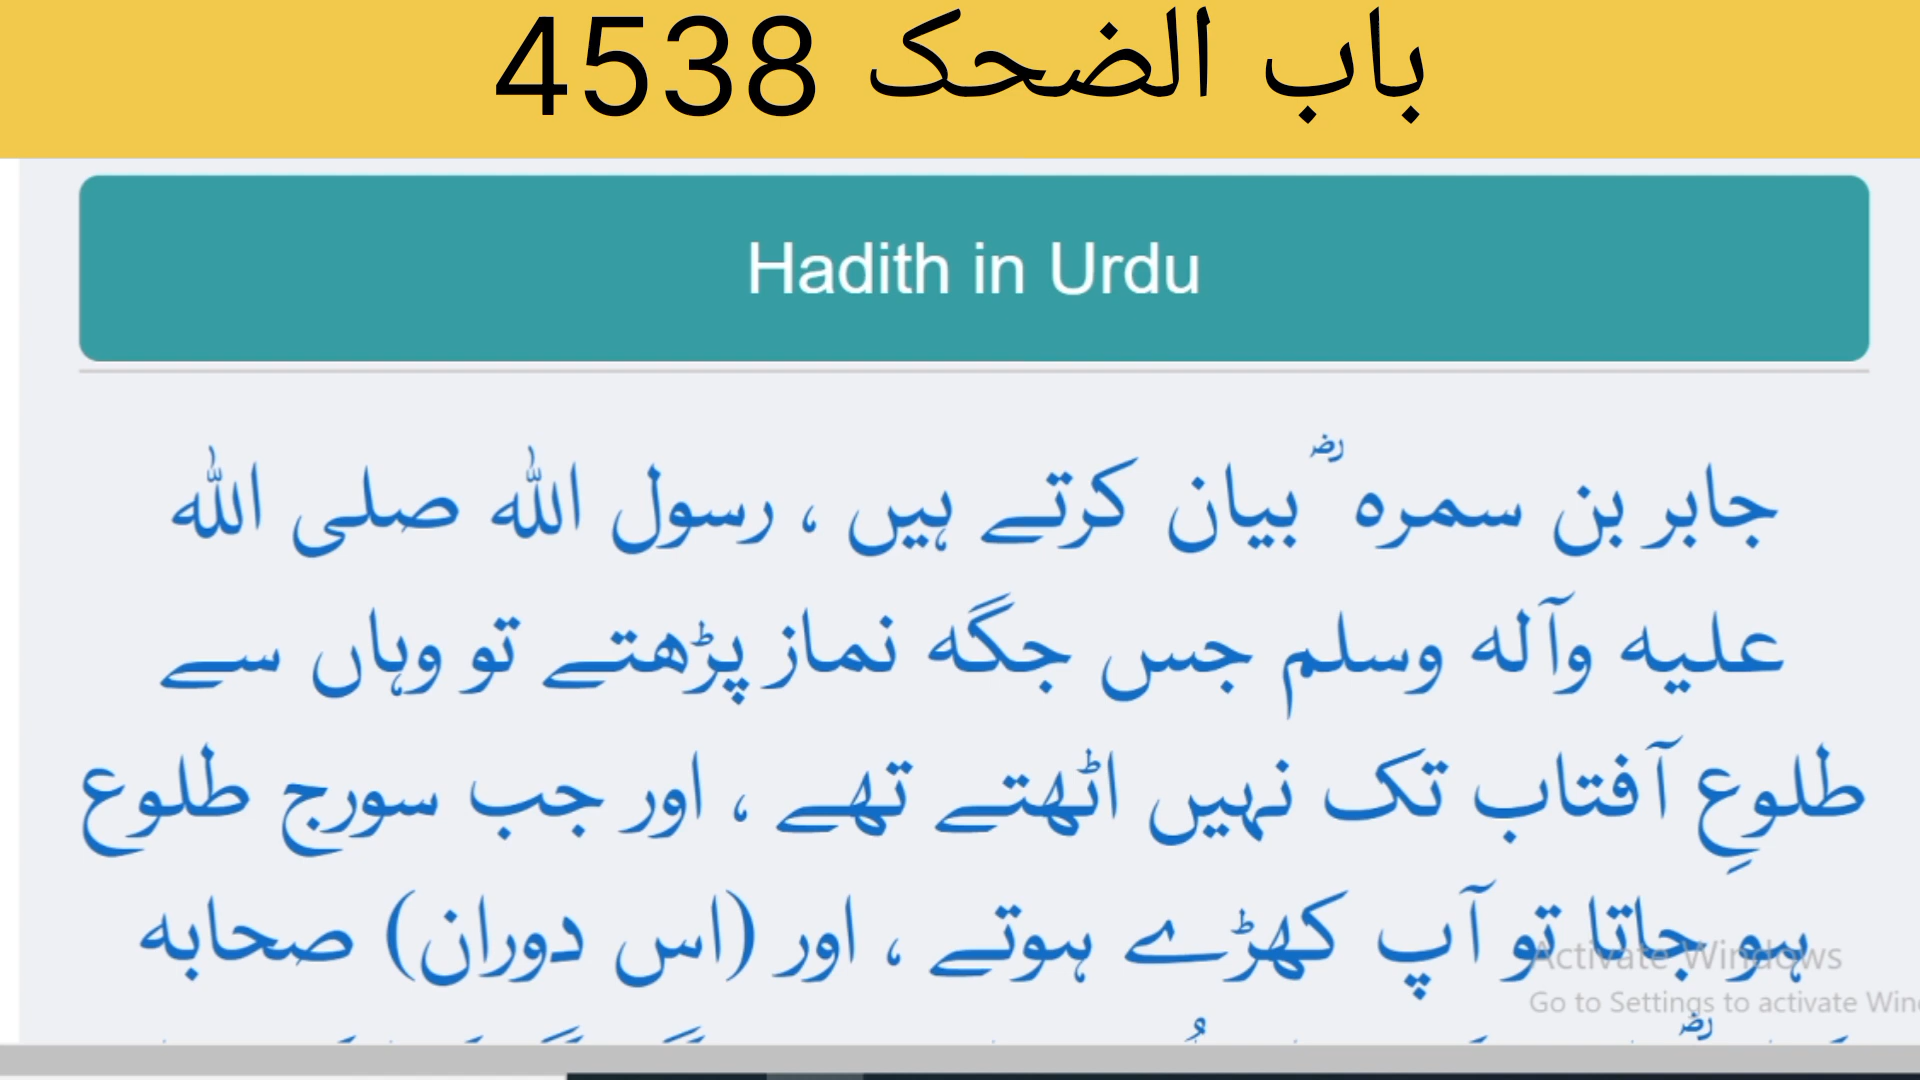 باب الضحک 4538
Hadith in Urdu
جابر بن سمرہ ؓ بیان کرتے ہیں ، رسول اللہ صلی اللہ
علیہ وآلہ وسلم جس جگہ نماز پڑھتے تو وہاں سے
طلوعِ آفتاب تک نہیں اٹھتے تھے ، اور جب سورج طلوع
ہو جاتا تو آپ کھڑے ہوتے ، اور (اس دوران) صحابہ
Activate Windows
Go to Settings to activate Win